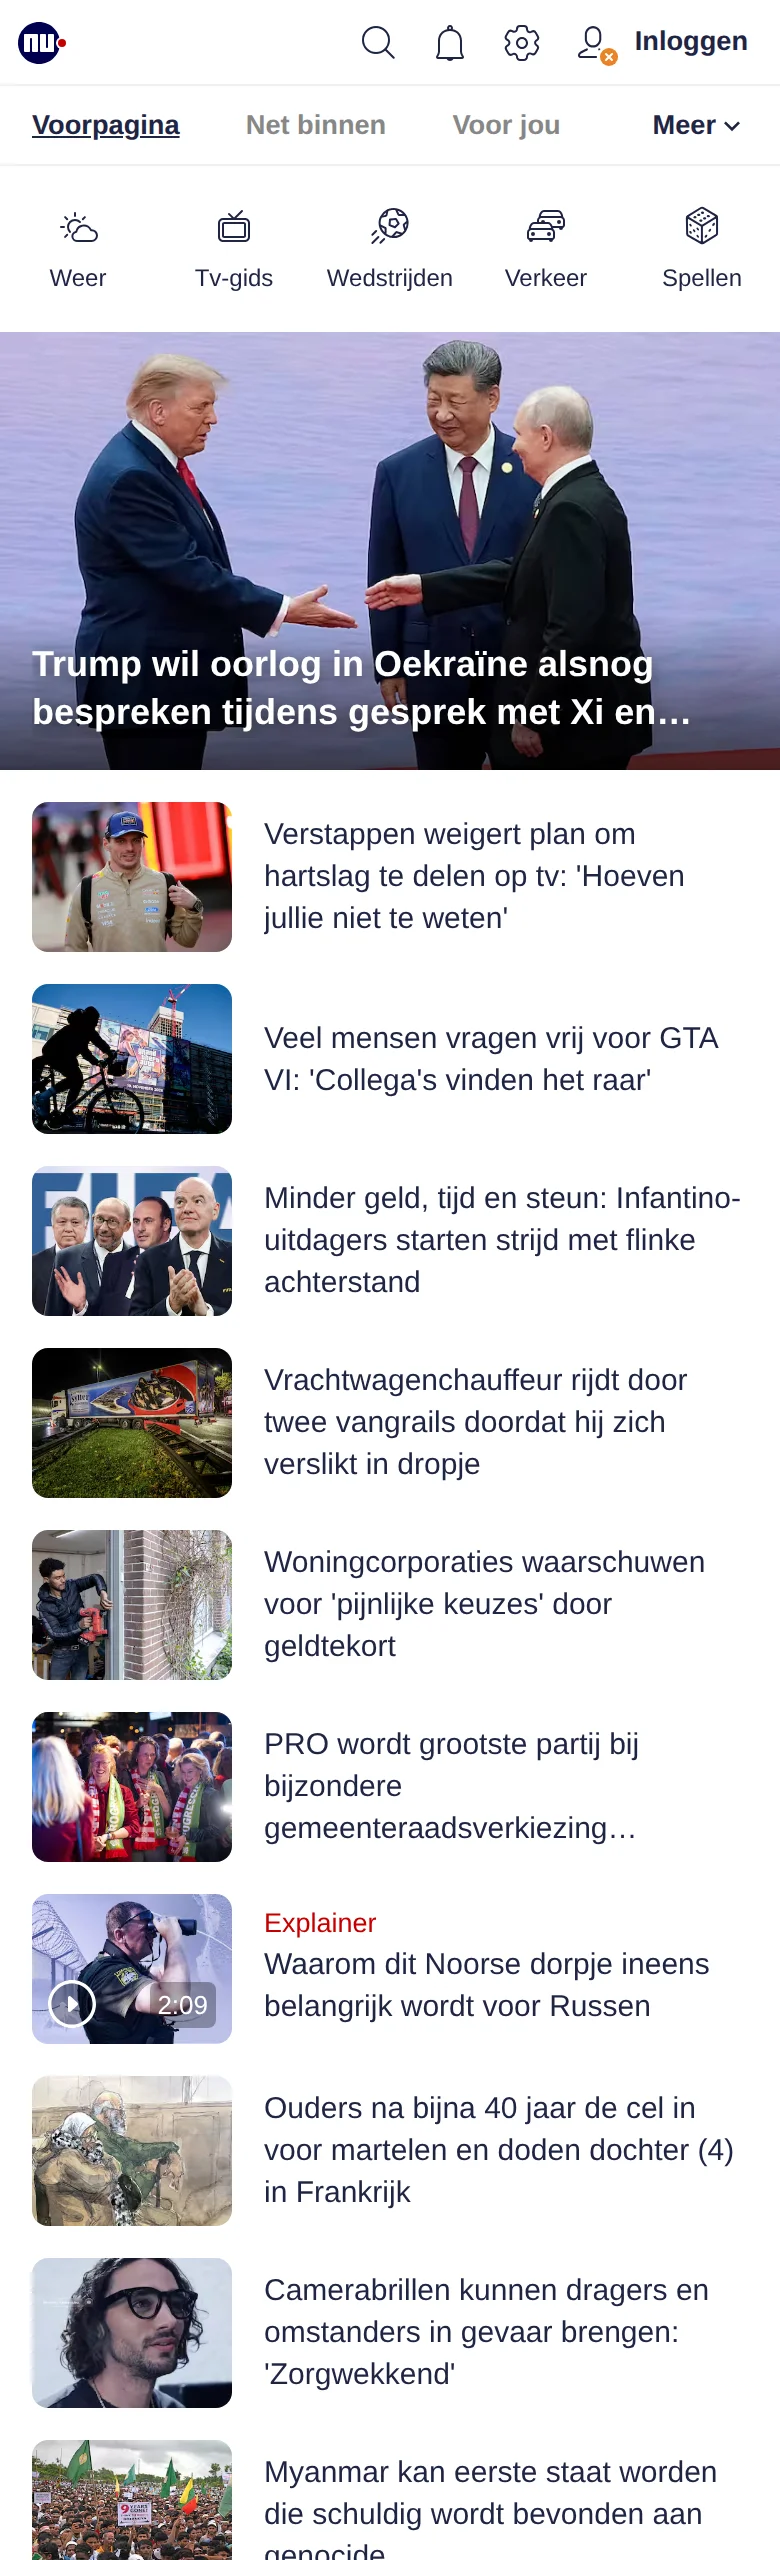 nu
Inloggen
Voorpagina
Net binnen
Voor jou
Meer
Weer
Tv-gids
Wedstrijden
Verkeer
Spellen
Trump wil oorlog in Oekraïne alsnog
bespreken tijdens gesprek met Xi en...
Verstappen weigert plan om
hartslag te delen op tv: 'Hoeven
jullie niet te weten'
Veel mensen vragen vrij voor GTA
VI: 'Collega's vinden het raar'
FIFA
Minder geld, tijd en steun: Infantino-
uitdagers starten strijd met flinke
achterstand
Vrachtwagenchauffeur rijdt door
twee vangrails doordat hij zich
verslikt in dropje
Woningcorporaties waarschuwen
voor 'pijnlijke keuzes' door
geldtekort
PRO wordt grootste partij bij
bijzondere
gemeenteraadsverkiezing...
Explainer
Waarom dit Noorse dorpje ineens
belangrijk wordt voor Russen
2:09
Ouders na bijna 40 jaar de cel in
voor martelen en doden dochter (4)
in Frankrijk
Camerabrillen kunnen dragers en
omstanders in gevaar brengen:
'Zorgwekkend'
9 YEARS
GONE!
Myanmar kan eerste staat worden
die schuldig wordt bevonden aan
genocide